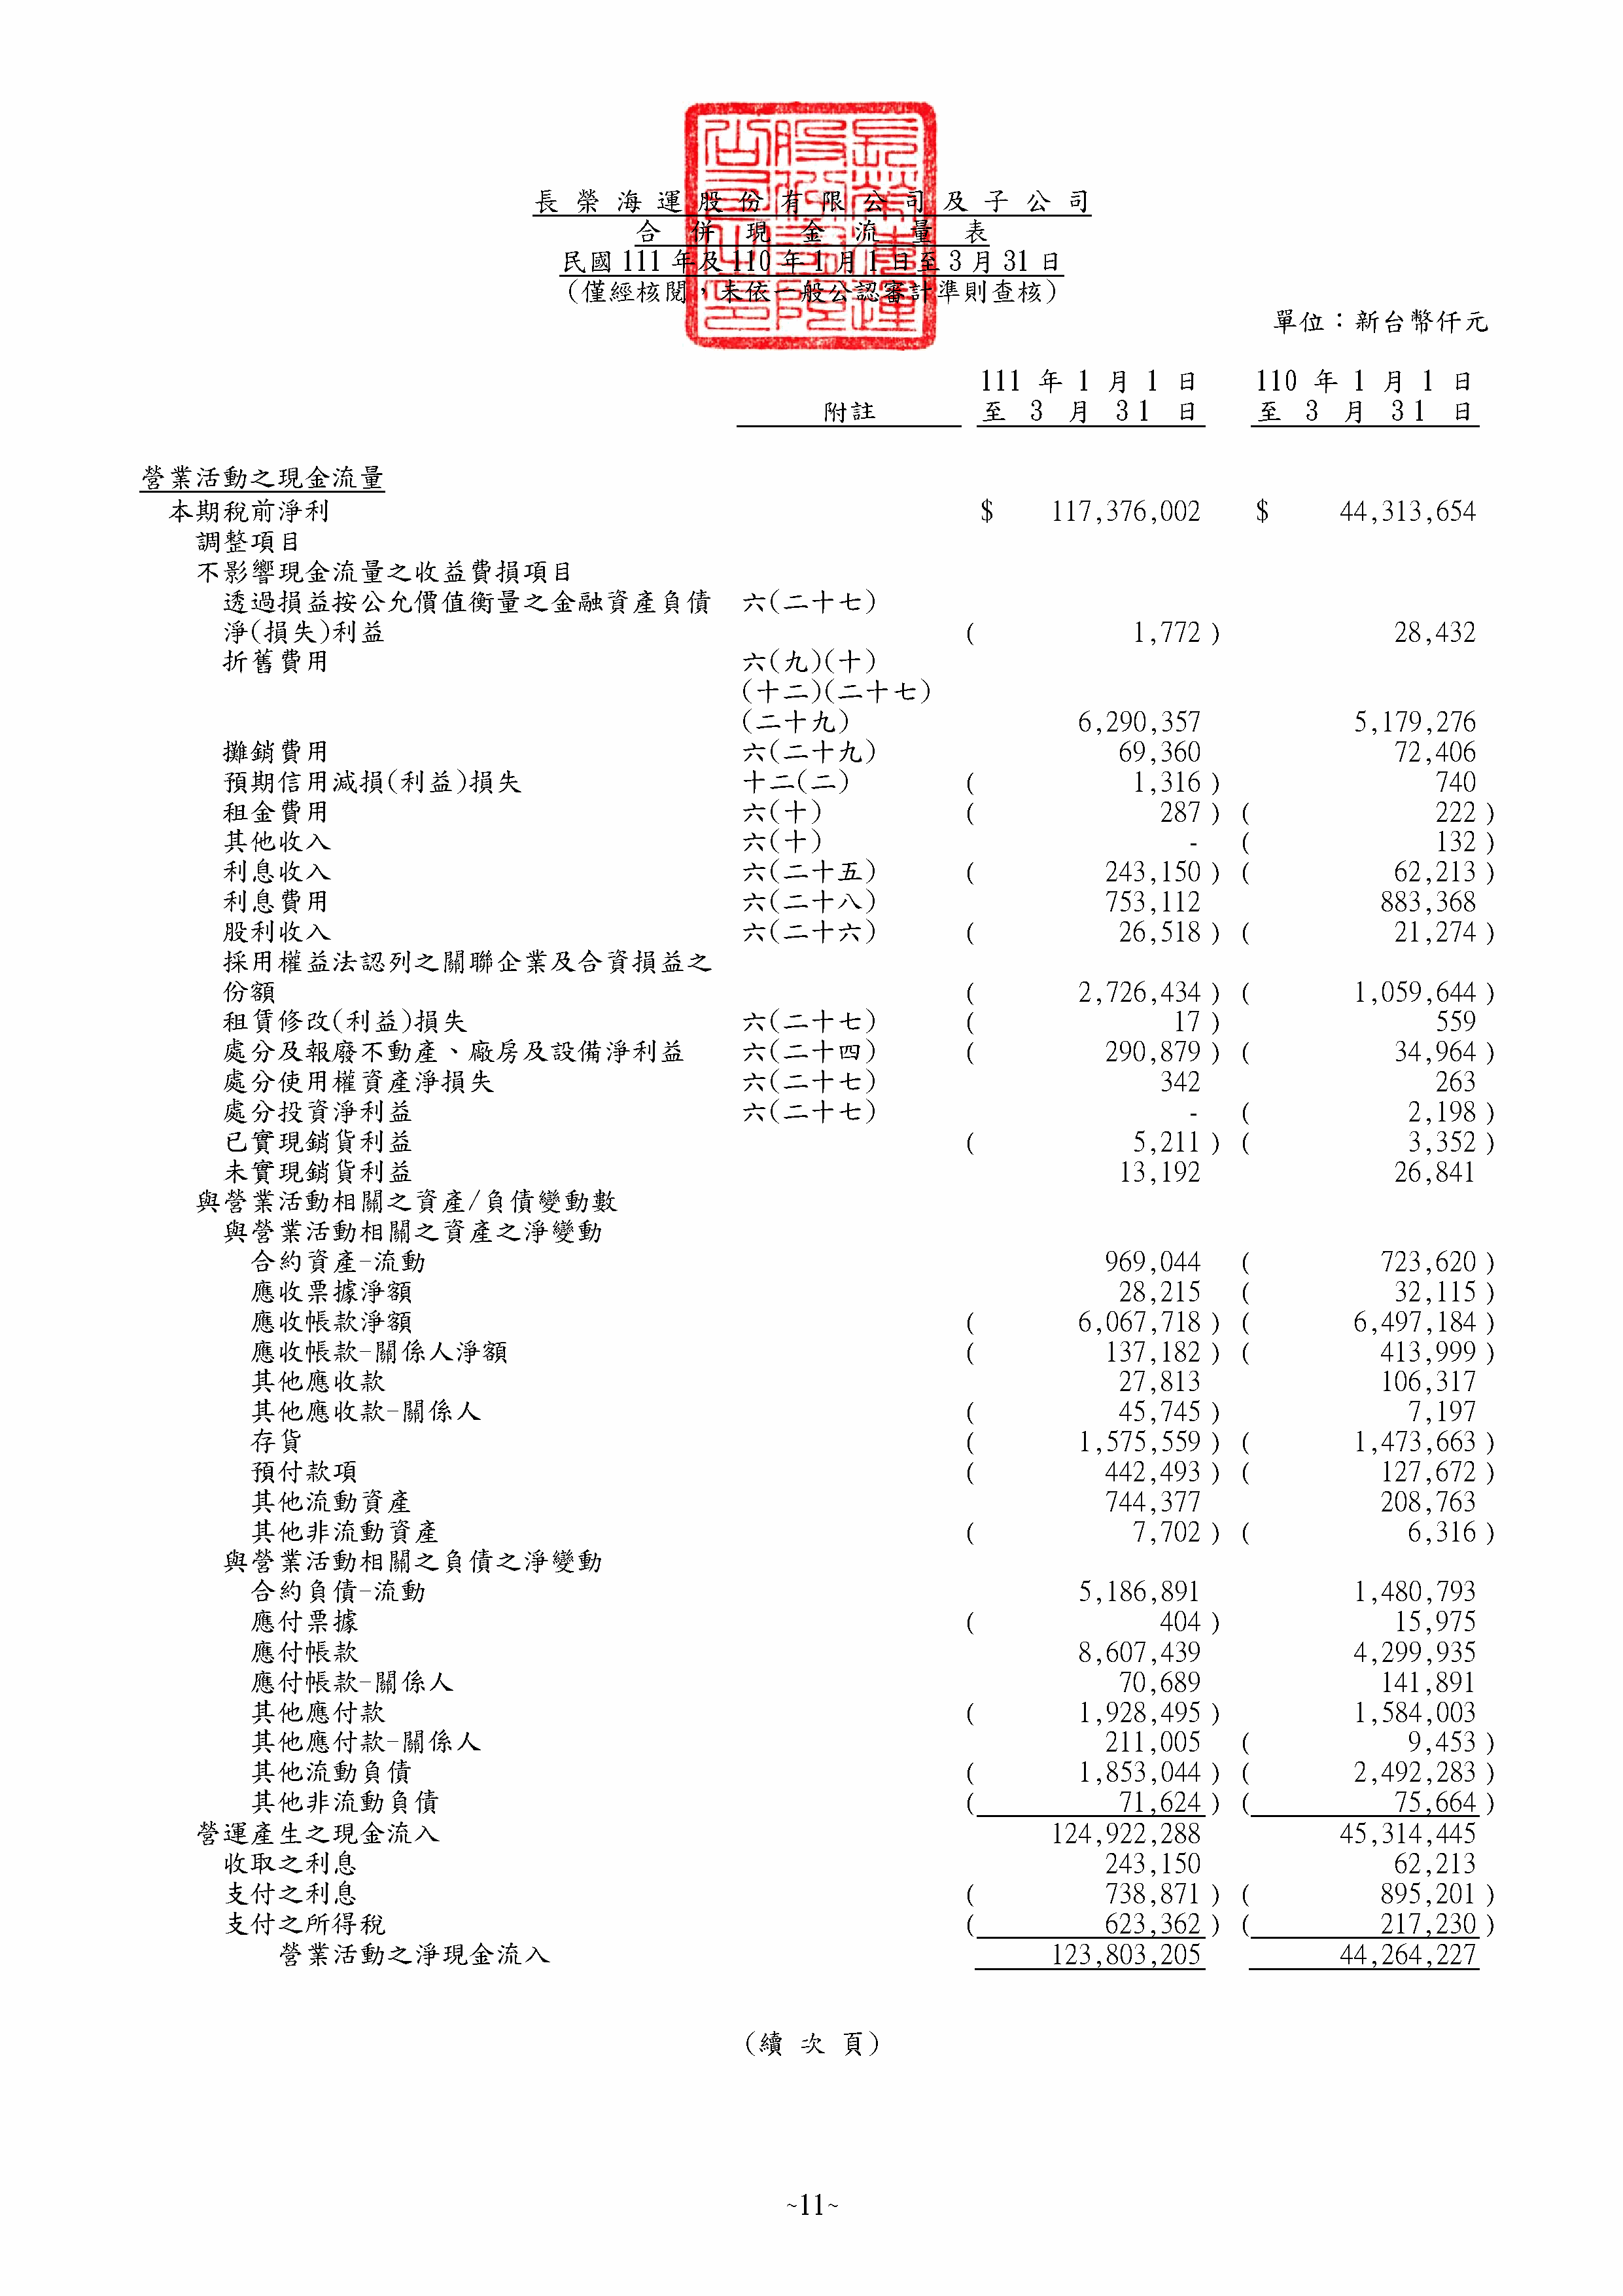 長榮海運股份有限公司及子公司
合併現金流量表
民國 111 年及 110 年 1 月 1 日至 3 月 31 日
(僅經核閱，未依一般公認審計準則查核)
單位：新台幣仟元
111 年 1 月 1 日 110 年 1 月 1 日
附註 至 3 月 31 日 至 3 月 31 日
營業活動之現金流量
本期稅前淨利 $ 117,376,002 $ 44,313,654
調整項目
不影響現金流量之收益費損項目
透過損益按公允價值衡量之金融資產負債 六(二十七)
淨(損失)利益 ( 1,772 ) 28,432
折舊費用 六(九)(十)
(十二)(二十七)
(二十九) 6,290,357 5,179,276
攤銷費用 六(二十九) 69,360 72,406
預期信用減損(利益)損失 十二(二) ( 1,316 ) 740
租金費用 六(十) ( 287 ) ( 222 )
其他收入 六(十) - ( 132 )
利息收入 六(二十五) ( 243,150 ) ( 62,213 )
利息費用 六(二十八) 753,112 883,368
股利收入 六(二十六) ( 26,518 ) ( 21,274 )
採用權益法認列之關聯企業及合資損益之
份額 ( 2,726,434 ) ( 1,059,644 )
租賃修改(利益)損失 六(二十七) ( 17 ) 559
處分及報廢不動產、廠房及設備淨利益 六(二十四) ( 290,879 ) ( 34,964 )
處分使用權資產淨損失 六(二十七) 342 263
處分投資淨利益 六(二十七) - ( 2,198 )
已實現銷貨利益 ( 5,211 ) ( 3,352 )
未實現銷貨利益 13,192 26,841
與營業活動相關之資產/負債變動數
與營業活動相關之資產之淨變動
合約資產-流動 969,044 ( 723,620 )
應收票據淨額 28,215 ( 32,115 )
應收帳款淨額 ( 6,067,718 ) ( 6,497,184 )
應收帳款-關係人淨額 ( 137,182 ) ( 413,999 )
其他應收款 27,813 106,317
其他應收款-關係人 ( 45,745 ) 7,197
存貨 ( 1,575,559 ) ( 1,473,663 )
預付款項 ( 442,493 ) ( 127,672 )
其他流動資產 744,377 208,763
其他非流動資產 ( 7,702 ) ( 6,316 )
與營業活動相關之負債之淨變動
合約負債-流動 5,186,891 1,480,793
應付票據 ( 404 ) 15,975
應付帳款 8,607,439 4,299,935
應付帳款-關係人 70,689 141,891
其他應付款 ( 1,928,495 ) 1,584,003
其他應付款-關係人 211,005 ( 9,453 )
其他流動負債 ( 1,853,044 ) ( 2,492,283 )
其他非流動負債 ( 71,624 ) ( 75,664 )
營運產生之現金流入 124,922,288 45,314,445
收取之利息 243,150 62,213
支付之利息 ( 738,871 ) ( 895,201 )
支付之所得稅 ( 623,362 ) ( 217,230 )
營業活動之淨現金流入 123,803,205 44,264,227
(續次頁)
~11~